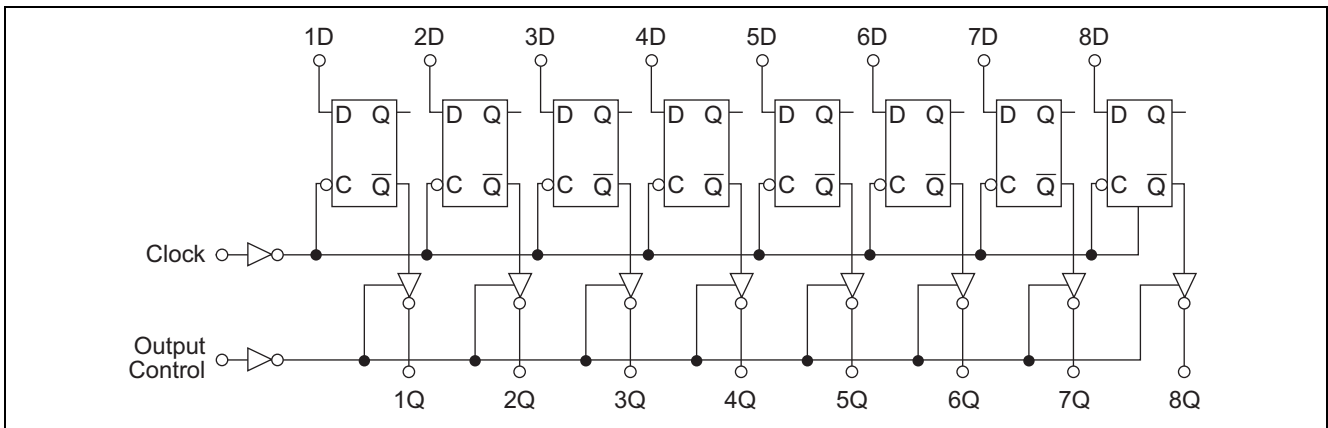 1D 2D 3D 4D 5D 6D 7D 8D
D Q D Q D Q D Q D Q D Q D Q D Q
C Q̅ C Q̅ C Q̅ C Q̅ C Q̅ C Q̅ C Q̅ C Q̅
Clock
Output
Control
1Q 2Q 3Q 4Q 5Q 6Q 7Q 8Q